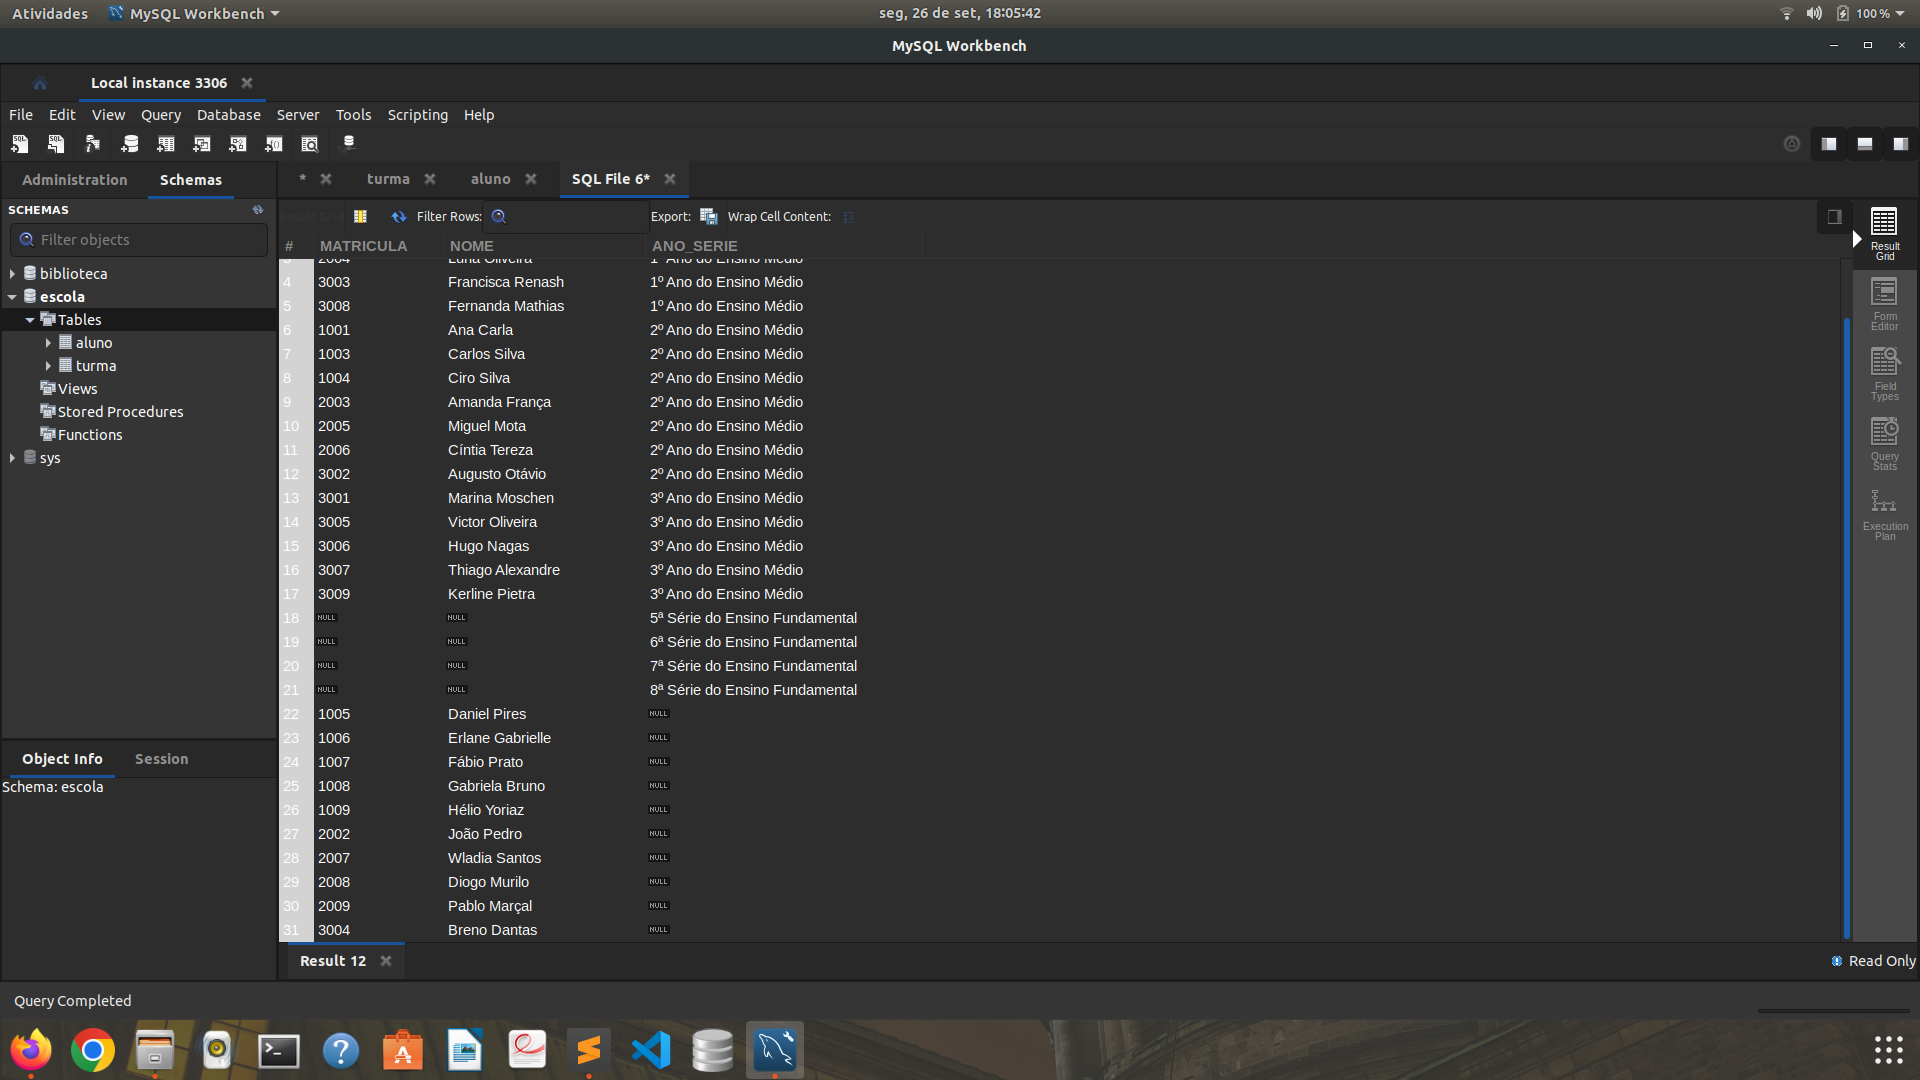 Atividades MySQL Workbench seg, 26 de set, 18:05:42 100 %
MySQL Workbench
Local instance 3306
File Edit View Query Database Server Tools Scripting Help
Administration Schemas
* turma aluno SQL File 6*
SCHEMAS
Filter objects
biblioteca
escola
Tables
aluno
turma
Views
Stored Procedures
Functions
sys
Object Info Session
Schema: escola
Result Grid Filter Rows: Export: Wrap Cell Content:
# MATRICULA NOME ANO_SERIE
3 2004 Luna Oliveira 1º Ano do Ensino Médio
4 3003 Francisca Renash 1º Ano do Ensino Médio
5 3008 Fernanda Mathias 1º Ano do Ensino Médio
6 1001 Ana Carla 2º Ano do Ensino Médio
7 1003 Carlos Silva 2º Ano do Ensino Médio
8 1004 Ciro Silva 2º Ano do Ensino Médio
9 2003 Amanda França 2º Ano do Ensino Médio
10 2005 Miguel Mota 2º Ano do Ensino Médio
11 2006 Cíntia Tereza 2º Ano do Ensino Médio
12 3002 Augusto Otávio 2º Ano do Ensino Médio
13 3001 Marina Moschen 3º Ano do Ensino Médio
14 3005 Victor Oliveira 3º Ano do Ensino Médio
15 3006 Hugo Nagas 3º Ano do Ensino Médio
16 3007 Thiago Alexandre 3º Ano do Ensino Médio
17 3009 Kerline Pietra 3º Ano do Ensino Médio
18 NULL NULL 5ª Série do Ensino Fundamental
19 NULL NULL 6ª Série do Ensino Fundamental
20 NULL NULL 7ª Série do Ensino Fundamental
21 NULL NULL 8ª Série do Ensino Fundamental
22 1005 Daniel Pires NULL
23 1006 Erlane Gabrielle NULL
24 1007 Fábio Prato NULL
25 1008 Gabriela Bruno NULL
26 1009 Hélio Yoriaz NULL
27 2002 João Pedro NULL
28 2007 Wladia Santos NULL
29 2008 Diogo Murilo NULL
30 2009 Pablo Marçal NULL
31 3004 Breno Dantas NULL
Result
Grid
Form
Editor
Field
Types
Query
Stats
Execution
Plan
Result 12 Read Only
Query Completed